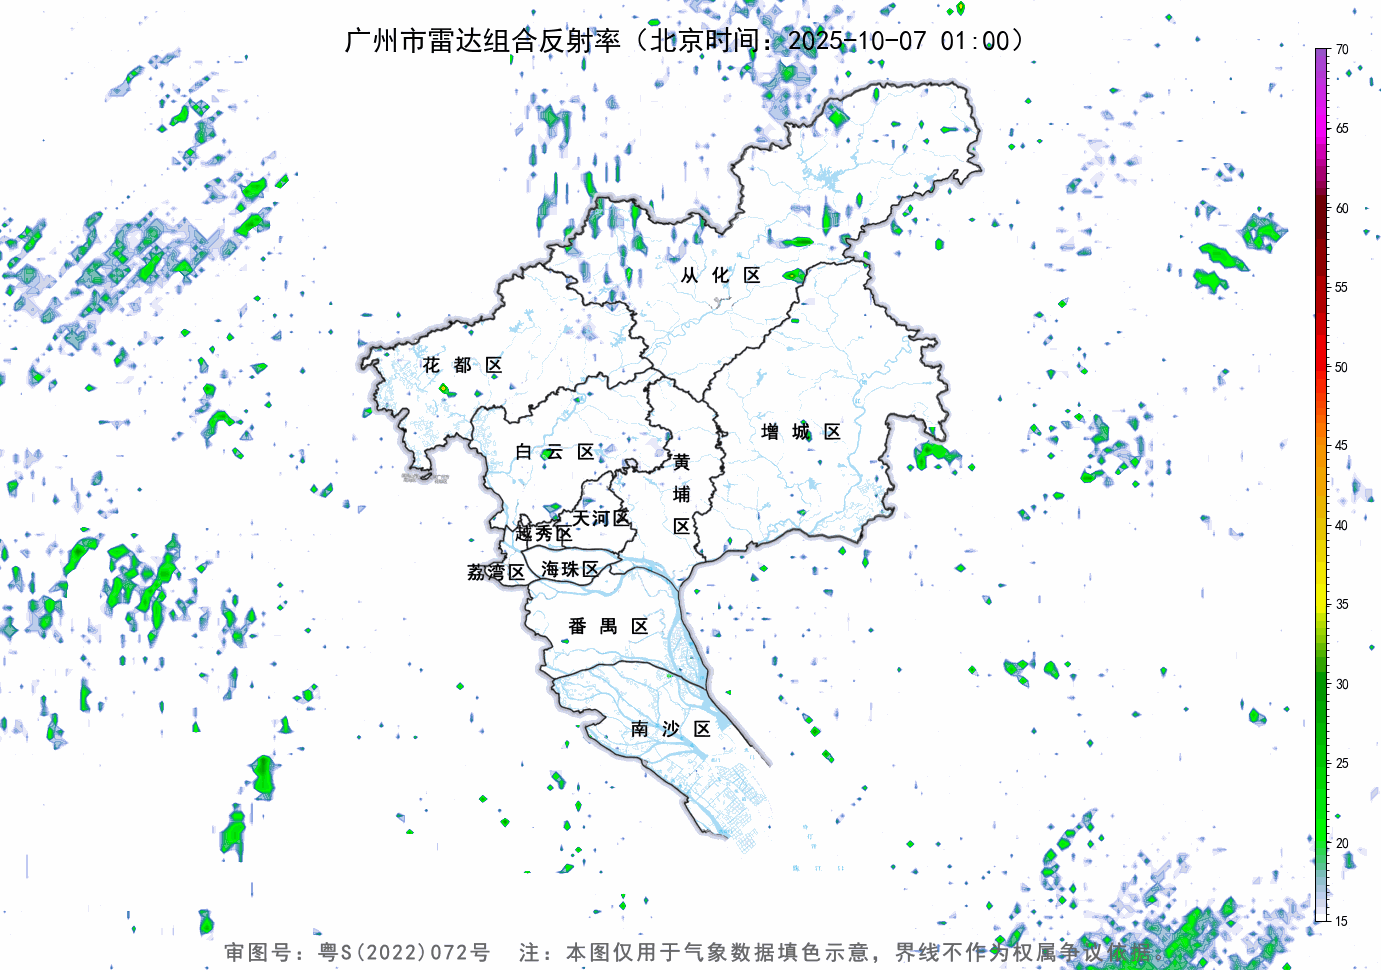 广州市雷达组合反射率（北京时间：2025-10-07 01:00）
70
65
60
55
50
45
40
35
30
25
20
15
从化区
花都区
增城区
白云区
黄埔区
天河区
越秀区
荔湾区
海珠区
番禺区
南沙区
审图号：粤S(2022)072号 注：本图仅用于气象数据填色示意，界线不作为权属争议依据。